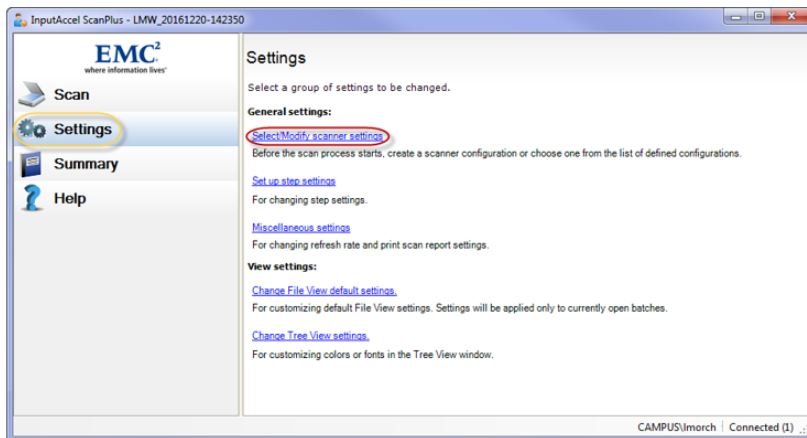 InputAccel ScanPlus - LMW_20161220-142350
EMC²
where information lives®
Scan
Settings
Summary
Help
Settings
Select a group of settings to be changed.
General settings:
Select/Modify scanner settings
Before the scan process starts, create a scanner configuration or choose one from the list of defined configurations.
Set up step settings
For changing step settings.
Miscellaneous settings
For changing refresh rate and print scan report settings.
View settings:
Change File View default settings.
For customizing default File View settings. Settings will be applied only to currently open batches.
Change Tree View settings.
For customizing colors or fonts in the Tree View window.
CAMPUS\lmorch Connected (1)